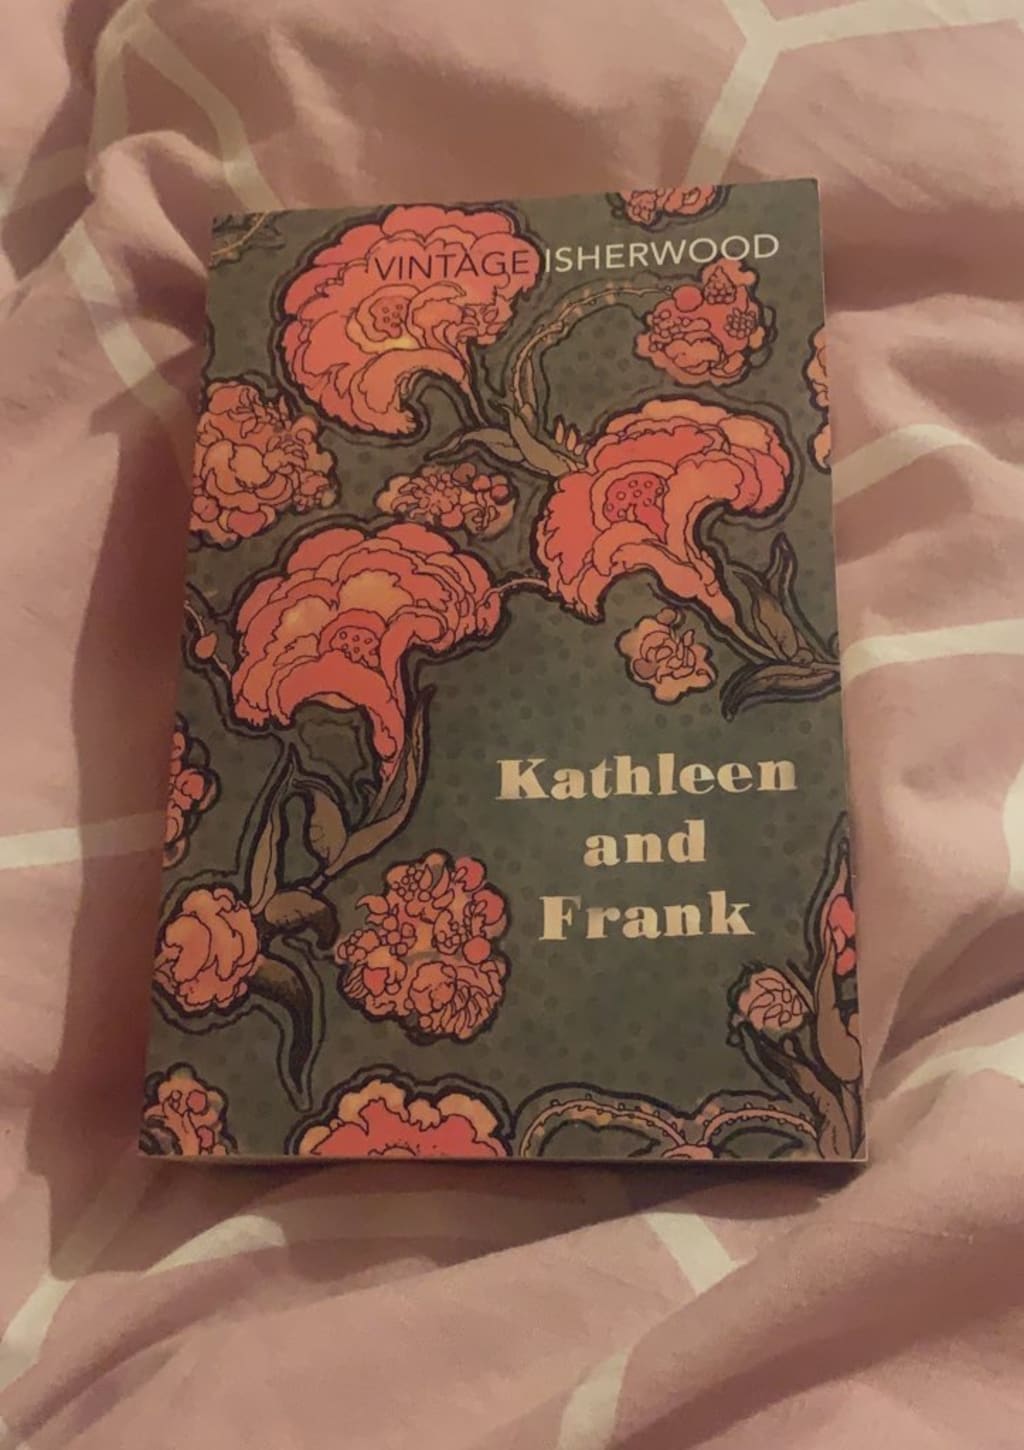 VINTAGE ISHERWOOD
Kathleen
and
Frank